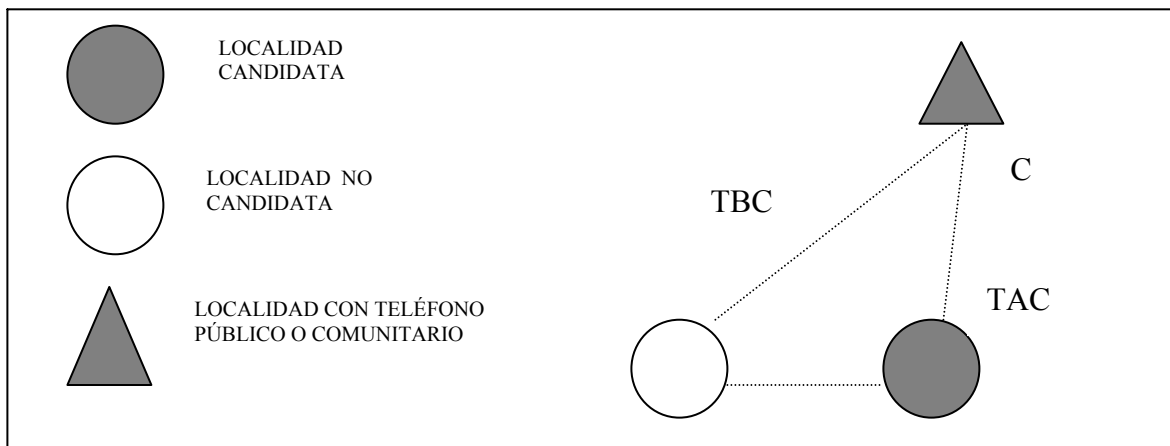 LOCALIDAD
CANDIDATA
LOCALIDAD NO
CANDIDATA
LOCALIDAD CON TELÉFONO
PÚBLICO O COMUNITARIO
C
TBC
TAC